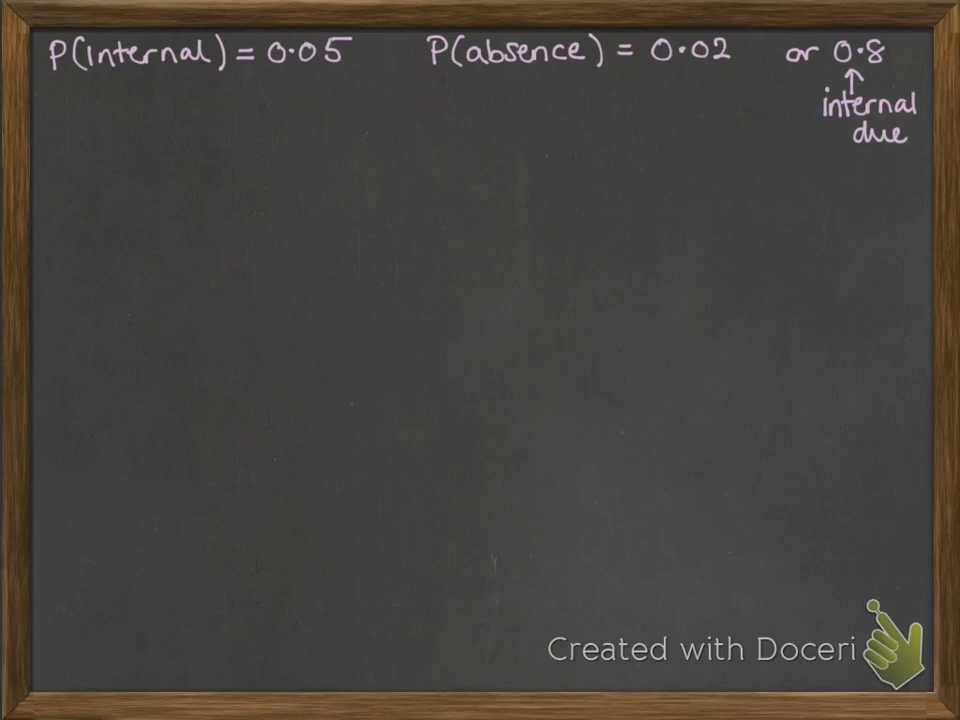 P(internal) = 0.05 P(absence) = 0.02 or 0.8
↑
internal
due
Created with Doceri